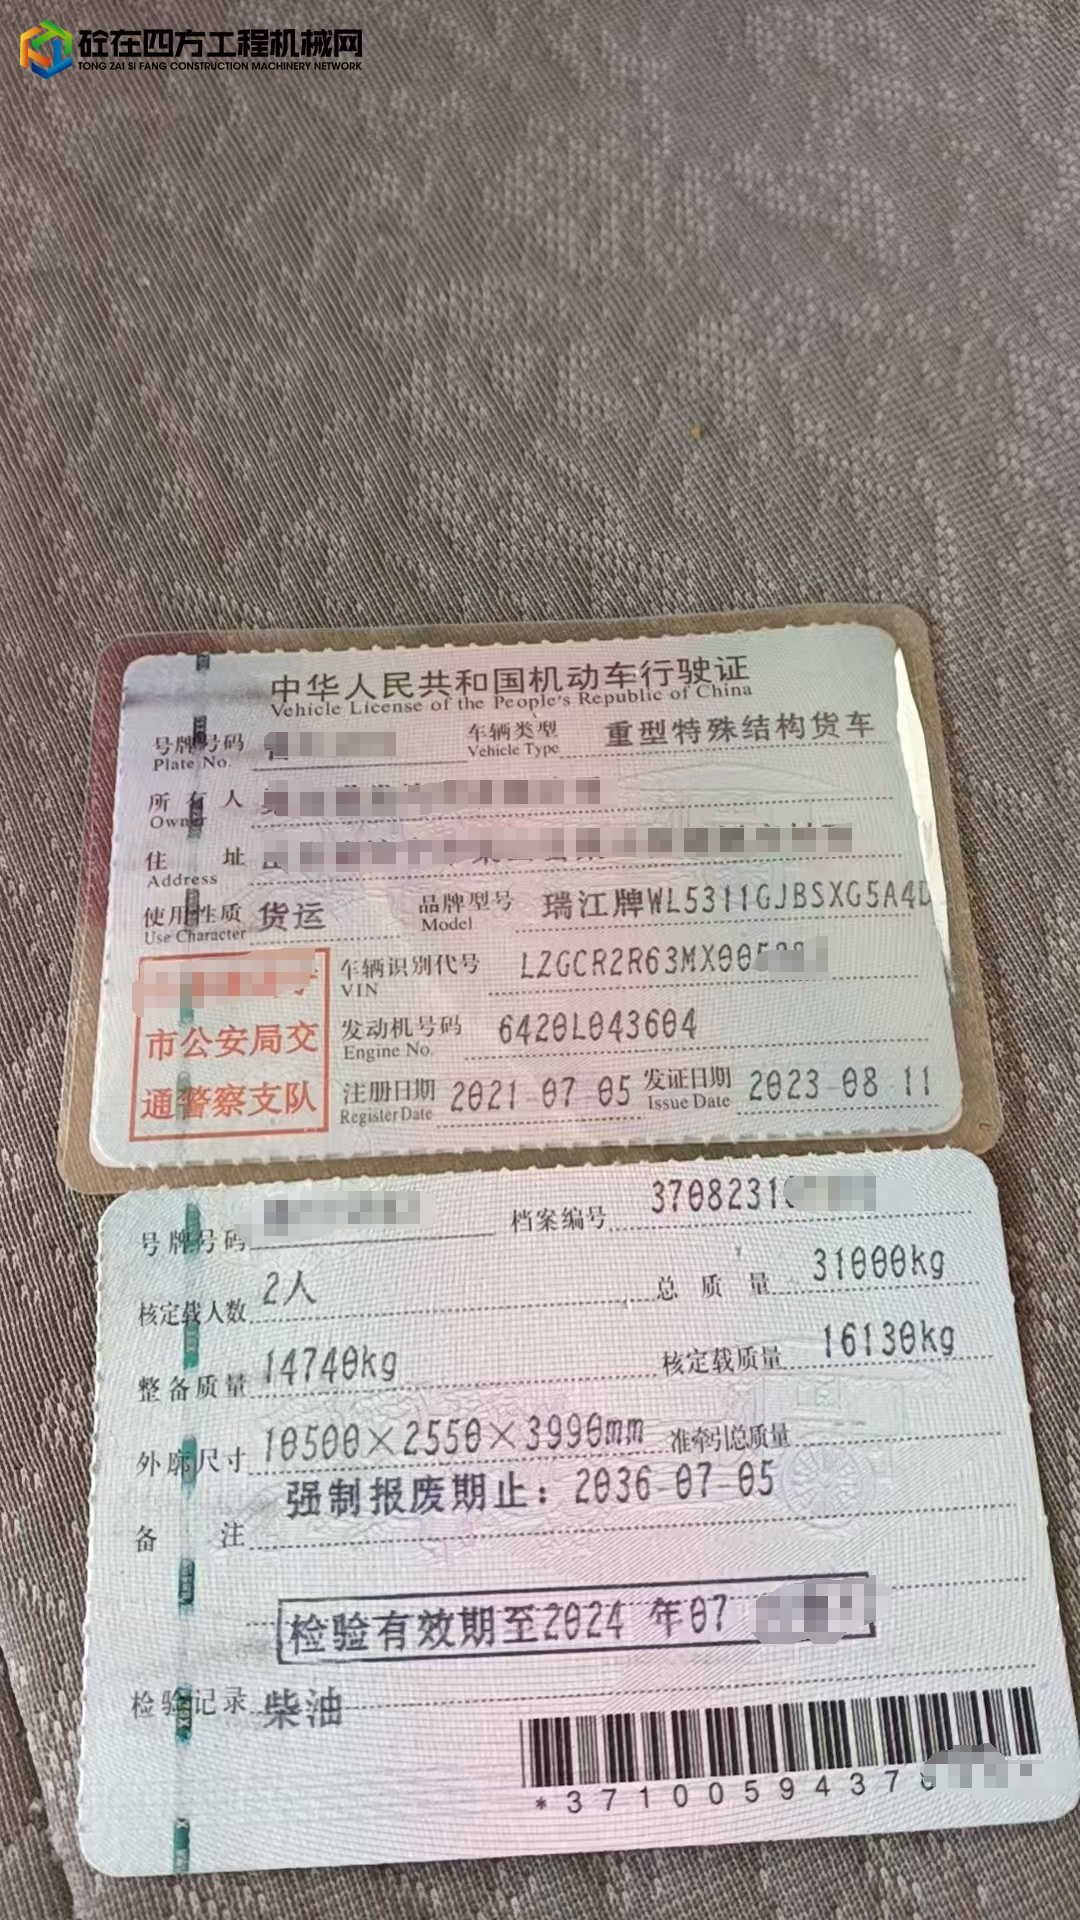 砼在四方工程机械网
TONG ZAI SI FANG CONSTRUCTION MACHINERY NETWORK
中华人民共和国机动车行驶证
Vehicle License of the People's Republic of China
号牌号码 车辆类型 重型特殊结构货车
Plate No. Vehicle Type
所有人
Owner
住址
Address
使用性质 货运 品牌型号 瑞江牌WL5311GJBSXG5A4D
Use Character Model
车辆识别代号 LZGCR2R63MX005
VIN
市公安局交
通警察支队
发动机号码 6420L043604
Engine No.
注册日期 2021-07-05 发证日期 2023-08-11
Register Date Issue Date
号牌号码 档案编号 3708231
核定载人数 2人 总质量 31000kg
整备质量 14740kg 核定载质量 16130kg
外廓尺寸 10500×2550×3990mm 准牵引总质量
备注 强制报废期止：2036-07-05
检验有效期至2024 年07
检验记录 柴油
*371005943 7